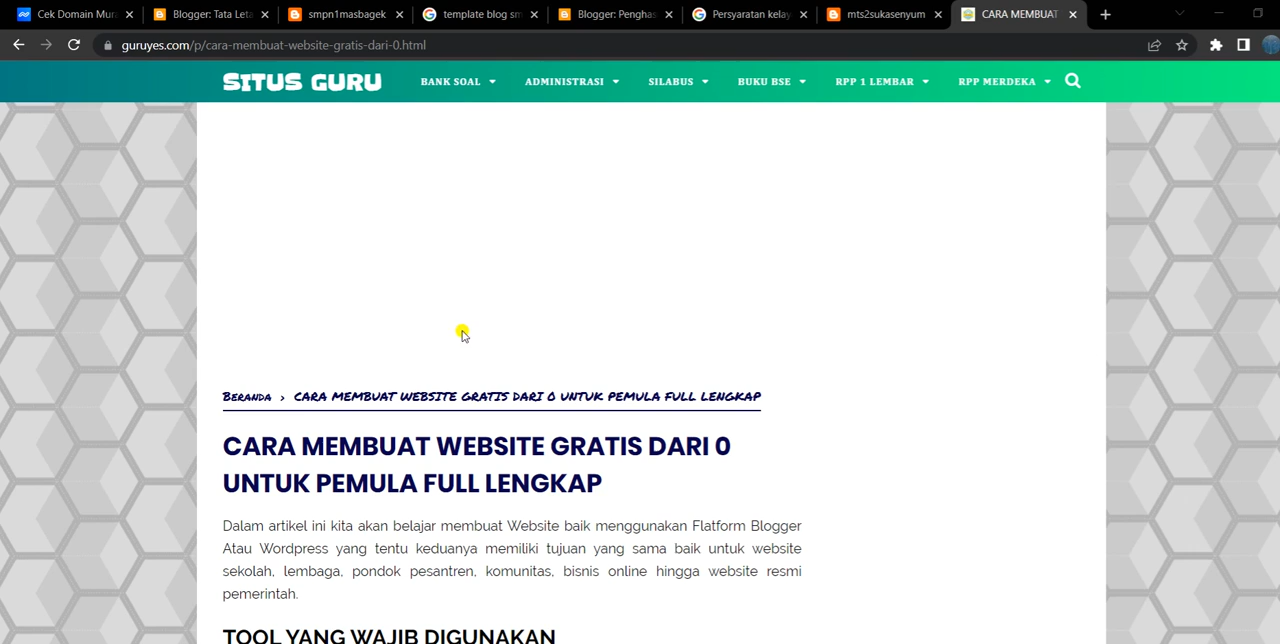 Cek Domain Mur
Blogger: Tata Leta
smpn1masbagek
template blog sm
Blogger: Penghas
Persyaratan kelay
mts2sukasenyum
CARA MEMBUAT
guruyes.com/p/cara-membuat-website-gratis-dari-0.html
SITUS GURU
BANK SOAL
ADMINISTRASI
SILABUS
BUKU BSE
RPP 1 LEMBAR
RPP MERDEKA
Beranda › CARA MEMBUAT WEBSITE GRATIS DARI 0 UNTUK PEMULA FULL LENGKAP
CARA MEMBUAT WEBSITE GRATIS DARI 0
UNTUK PEMULA FULL LENGKAP
Dalam artikel ini kita akan belajar membuat Website baik menggunakan Flatform Blogger
Atau Wordpress yang tentu keduanya memiliki tujuan yang sama baik untuk website
sekolah, lembaga, pondok pesantren, komunitas, bisnis online hingga website resmi
pemerintah.
TOOL YANG WAJIB DIGUNAKAN